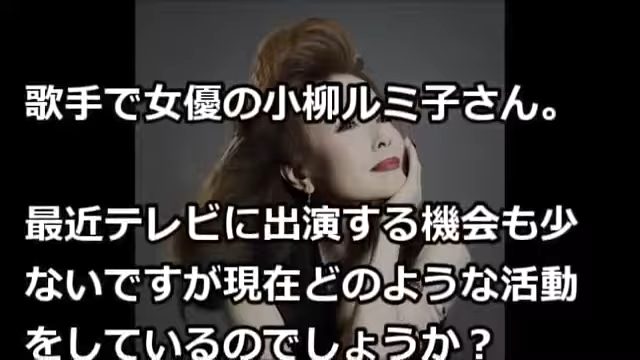 歌手で女優の小柳ルミ子さん。
最近テレビに出演する機会も少
ないですが現在どのような活動
をしているのでしょうか？